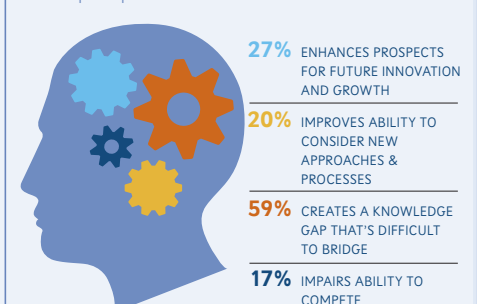 27% ENHANCES PROSPECTS
FOR FUTURE INNOVATION
AND GROWTH
20% IMPROVES ABILITY TO
CONSIDER NEW
APPROACHES &
PROCESSES
59% CREATES A KNOWLEDGE
GAP THAT'S DIFFICULT
TO BRIDGE
17% IMPAIRS ABILITY TO
COMPETE